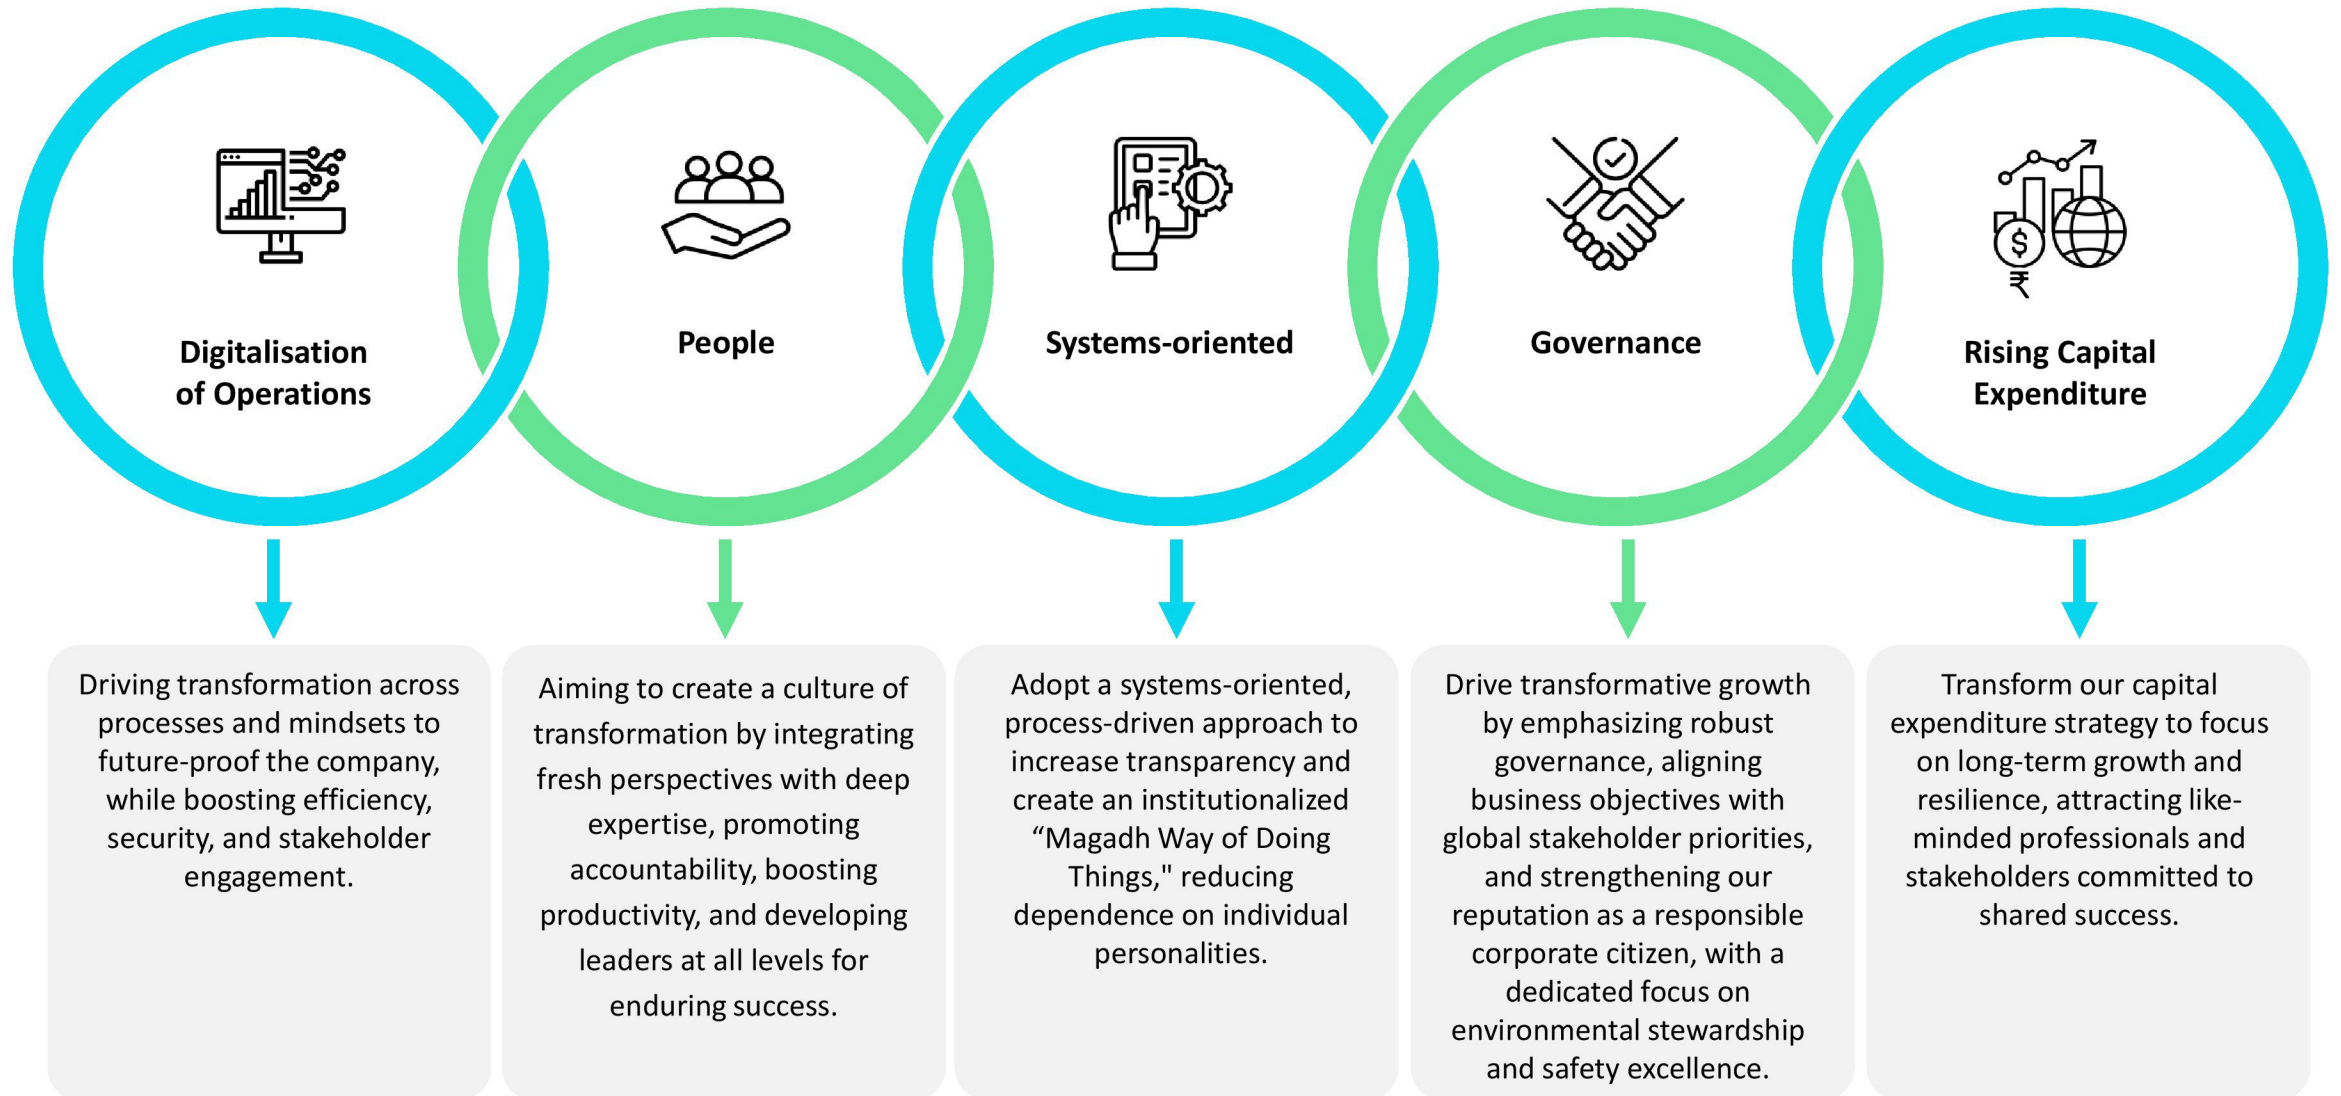 Digitalisation
of Operations
People
Systems-oriented
Governance
$
₹
Rising Capital
Expenditure
Driving transformation across
processes and mindsets to
future-proof the company,
while boosting efficiency,
security, and stakeholder
engagement.
Aiming to create a culture of
transformation by integrating
fresh perspectives with deep
expertise, promoting
accountability, boosting
productivity, and developing
leaders at all levels for
enduring success.
Adopt a systems-oriented,
process-driven approach to
increase transparency and
create an institutionalized
“Magadh Way of Doing
Things," reducing
dependence on individual
personalities.
Drive transformative growth
by emphasizing robust
governance, aligning
business objectives with
global stakeholder priorities,
and strengthening our
reputation as a responsible
corporate citizen, with a
dedicated focus on
environmental stewardship
and safety excellence.
Transform our capital
expenditure strategy to focus
on long-term growth and
resilience, attracting like-
minded professionals and
stakeholders committed to
shared success.